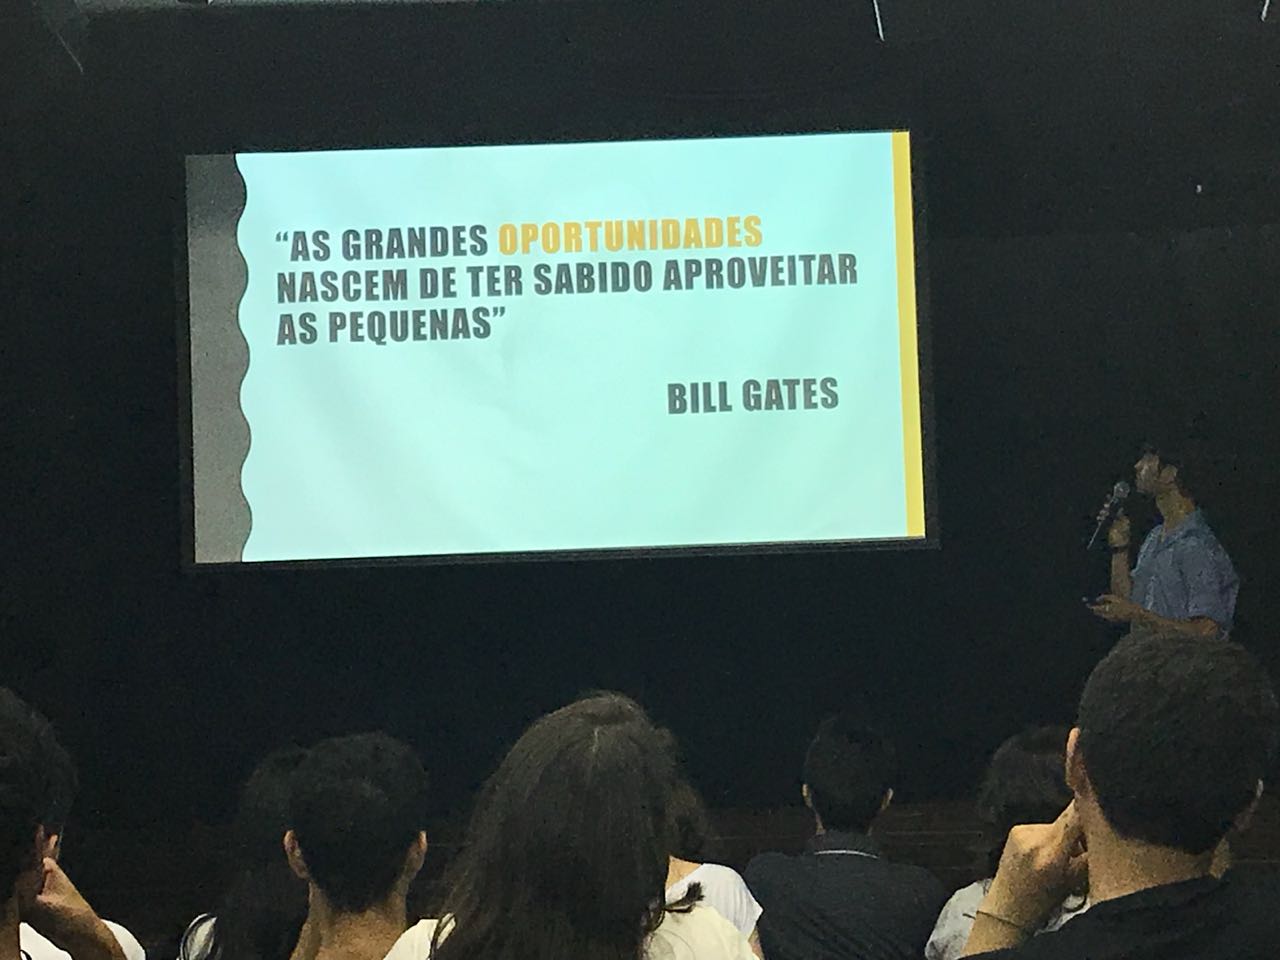 “AS GRANDES OPORTUNIDADES
NASCEM DE TER SABIDO APROVEITAR
AS PEQUENAS”
BILL GATES